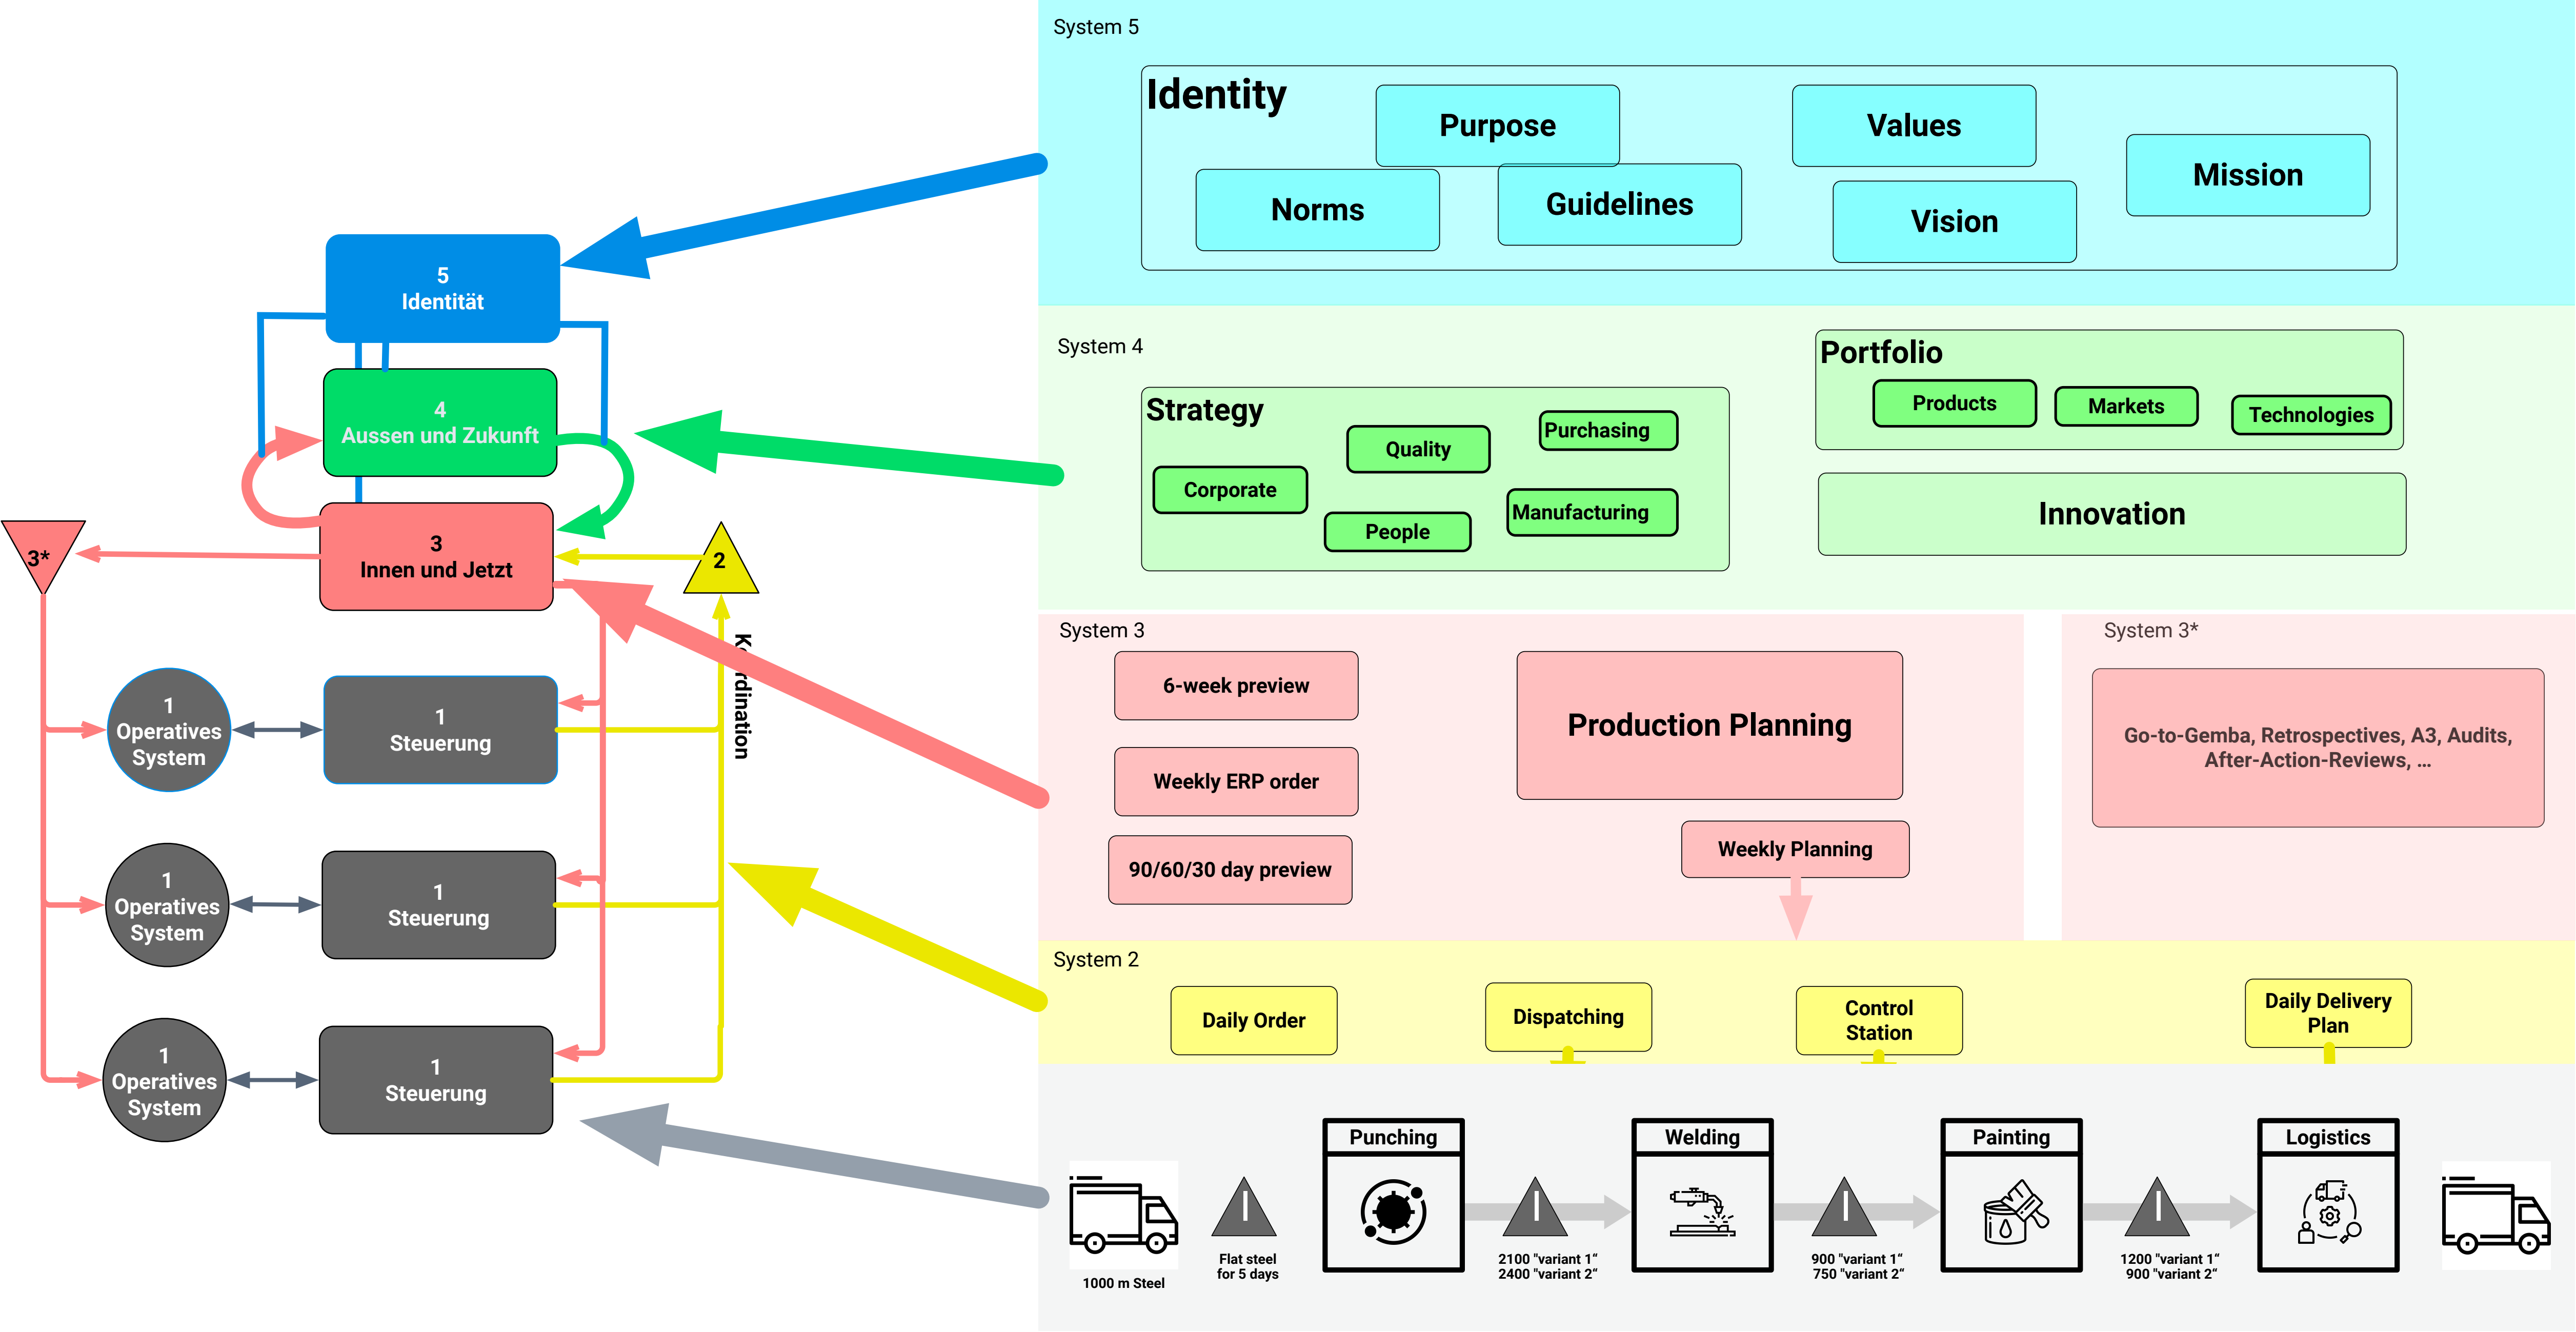 System 5
Identity
Purpose
Values
Mission
Norms
Guidelines
Vision
5
Identität
System 4
Portfolio
Products
Markets
Technologies
Strategy
Purchasing
Quality
Corporate
Manufacturing
People
Innovation
4
Aussen und Zukunft
3
Innen und Jetzt
3*
2
System 3
6-week preview
Production Planning
Weekly ERP order
Weekly Planning
90/60/30 day preview
System 3*
Go-to-Gemba, Retrospectives, A3, Audits,
After-Action-Reviews, ...
1
Operatives
System
1
Steuerung
1
Operatives
System
1
Steuerung
1
Operatives
System
1
Steuerung
System 2
Daily Order
Dispatching
Control
Station
Daily Delivery
Plan
Punching
Welding
Painting
Logistics
I
I
I
I
1000 m Steel
Flat steel
for 5 days
2100 "variant 1“
2400 "variant 2“
900 "variant 1“
750 "variant 2“
1200 "variant 1“
900 "variant 2“